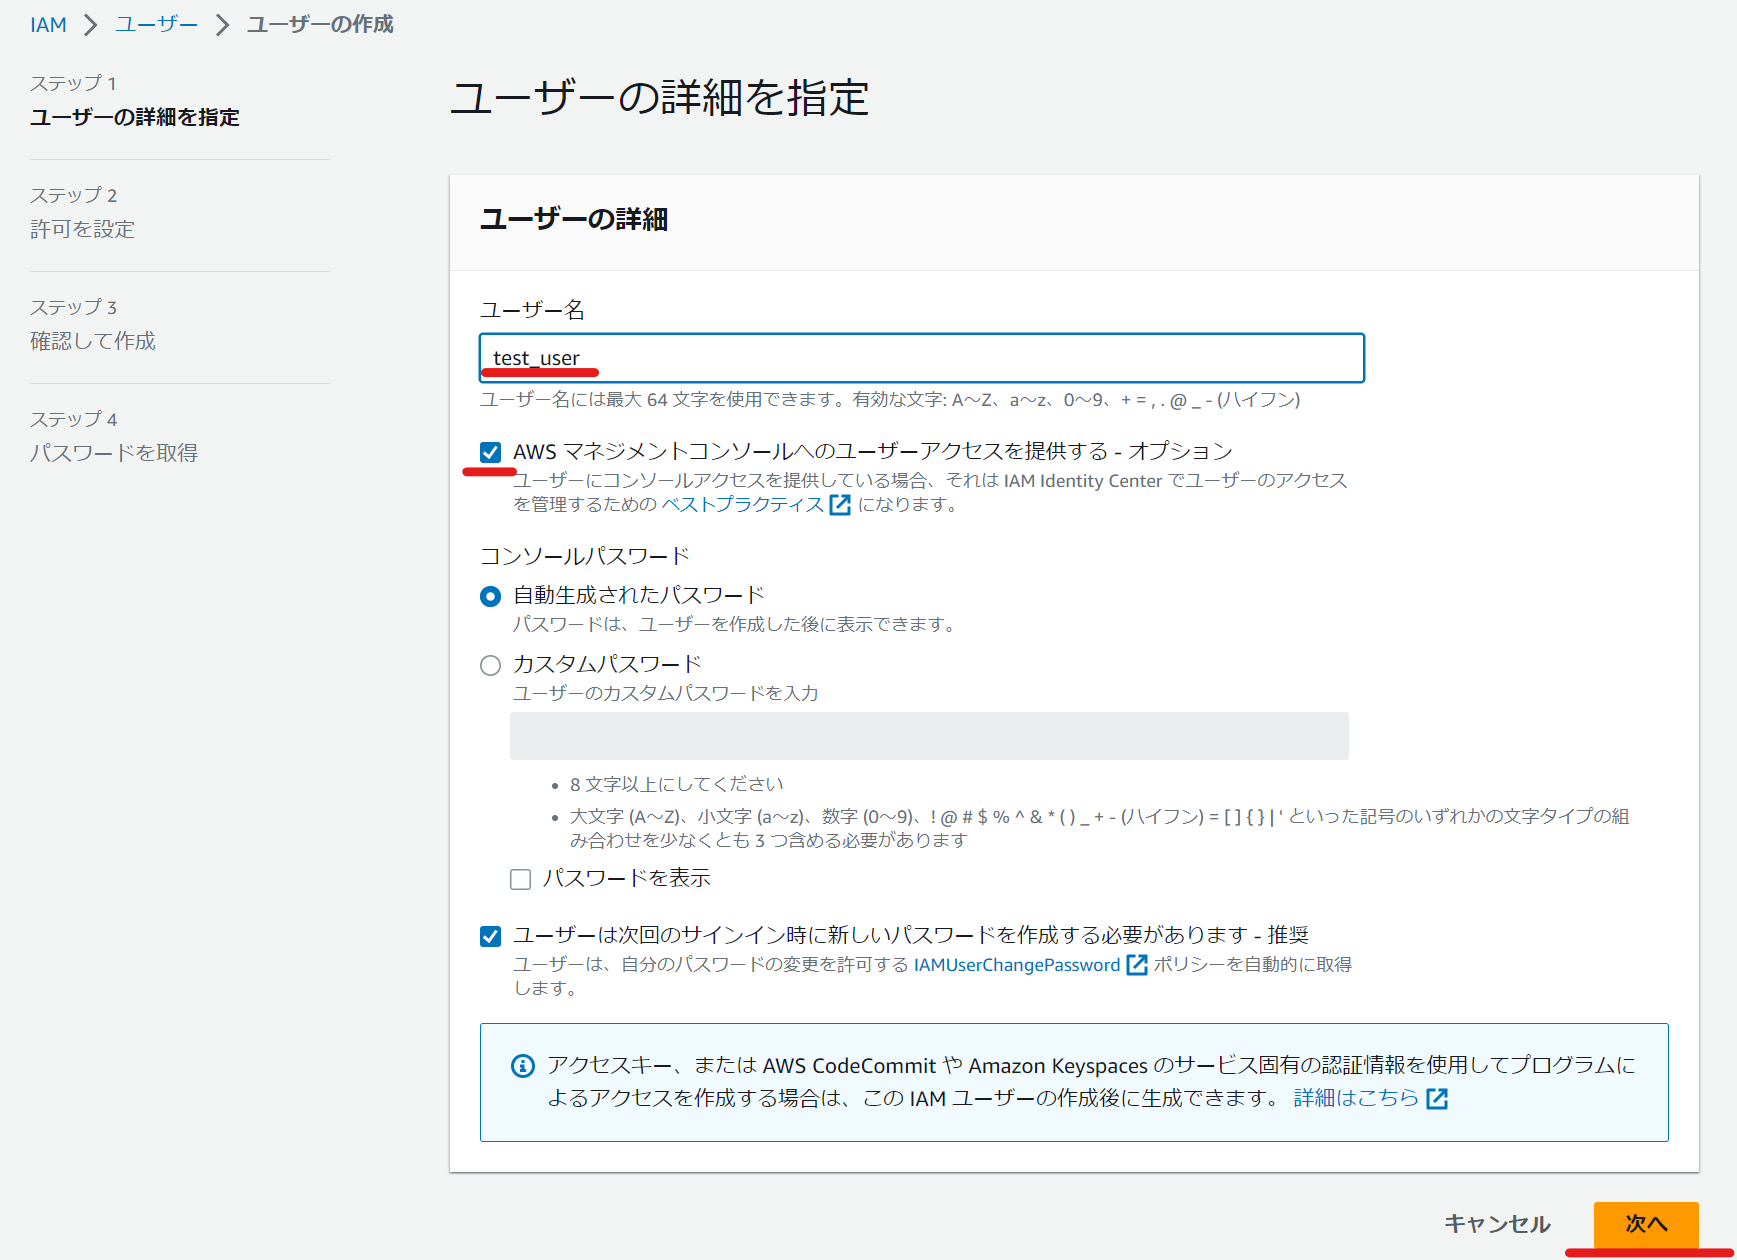 IAM > ユーザー > ユーザーの作成
ステップ 1
ユーザーの詳細を指定
ステップ 2
許可を設定
ステップ 3
確認して作成
ステップ 4
パスワードを取得
ユーザーの詳細を指定
ユーザーの詳細
ユーザー名
test_user
ユーザー名には最大 64 文字を使用できます。有効な文字: A～Z、a～z、0～9、+ = , . @ _ - (ハイフン)
AWS マネジメントコンソールへのユーザーアクセスを提供する - オプション
ユーザーにコンソールアクセスを提供している場合、それは IAM Identity Center でユーザーのアクセス
を管理するための ベストプラクティス になります。
コンソールパスワード
自動生成されたパスワード
パスワードは、ユーザーを作成した後に表示できます。
カスタムパスワード
ユーザーのカスタムパスワードを入力
• 8 文字以上にしてください
• 大文字 (A～Z)、小文字 (a～z)、数字 (0～9)、! @ # $ % ^ & * ( ) _ + - (ハイフン) = [ ] { } | ' といった記号のいずれかの文字タイプの組
み合わせを少なくとも 3 つ含める必要があります
パスワードを表示
ユーザーは次回のサインイン時に新しいパスワードを作成する必要があります - 推奨
ユーザーは、自分のパスワードの変更を許可する IAMUserChangePassword ポリシーを自動的に取得
します。
アクセスキー、または AWS CodeCommit や Amazon Keyspaces のサービス固有の認証情報を使用してプログラムに
よるアクセスを作成する場合は、この IAM ユーザーの作成後に生成できます。 詳細はこちら
キャンセル
次へ